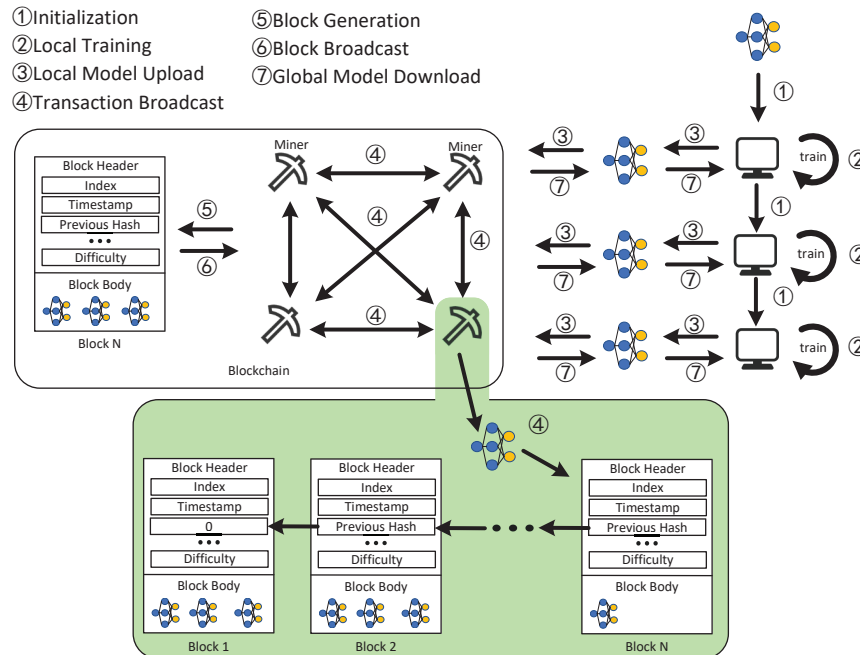 ①Initialization
②Local Training
③Local Model Upload
④Transaction Broadcast
⑤Block Generation
⑥Block Broadcast
⑦Global Model Download
①
Miner
Miner
④
③
③
train
②
⑦
⑦
Block Header
Index
Timestamp
Previous Hash
•••
Difficulty
Block Body
Block N
⑤
⑥
④
④
①
③
③
train
②
⑦
⑦
①
④
③
③
train
②
⑦
⑦
Blockchain
④
Block Header
Index
Timestamp
0
•••
Difficulty
Block Body
Block 1
Block Header
Index
Timestamp
Previous Hash
•••
Difficulty
Block Body
Block 2
•••
Block Header
Index
Timestamp
Previous Hash
•••
Difficulty
Block Body
Block N